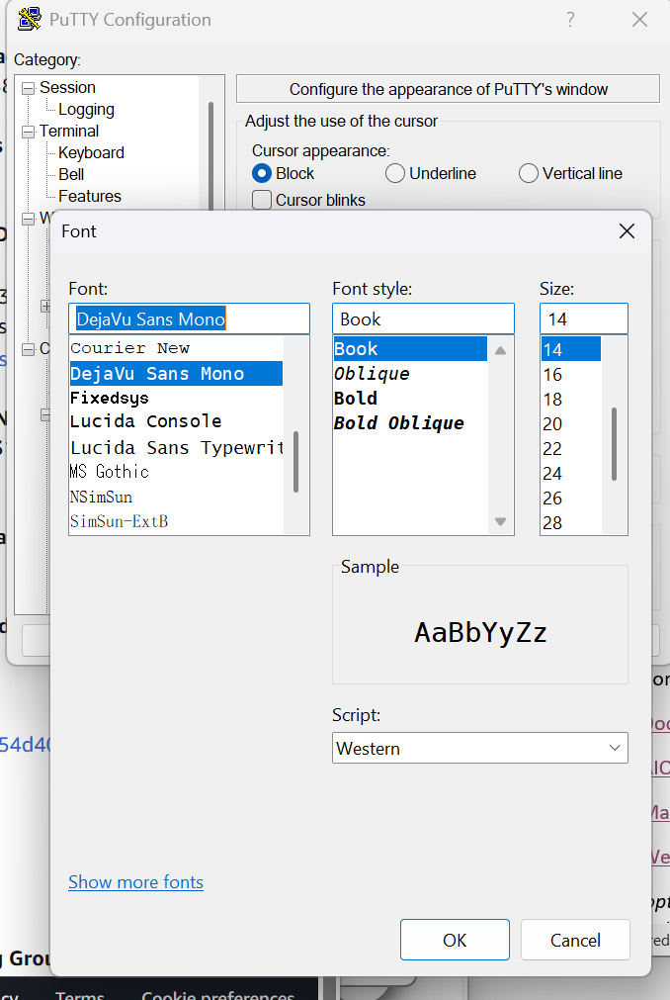 PuTTY Configuration
?
Category:
Session
Logging
Terminal
Keyboard
Bell
Features
Configure the appearance of PuTTY's window
Adjust the use of the cursor
Cursor appearance:
Block
Underline
Vertical line
Cursor blinks
Font
Font:
Font style:
Size:
DejaVu Sans Mono
Book
14
Courier New
DejaVu Sans Mono
Fixedsys
Lucida Console
Lucida Sans Typewrit
MS Gothic
NSimSun
SimSun-ExtB
Book
Oblique
Bold
Bold Oblique
14
16
18
20
22
24
26
28
Sample
AaBbYyZz
Script:
Western
Show more fonts
OK
Cancel
54d40
Terms
Cookie preferences